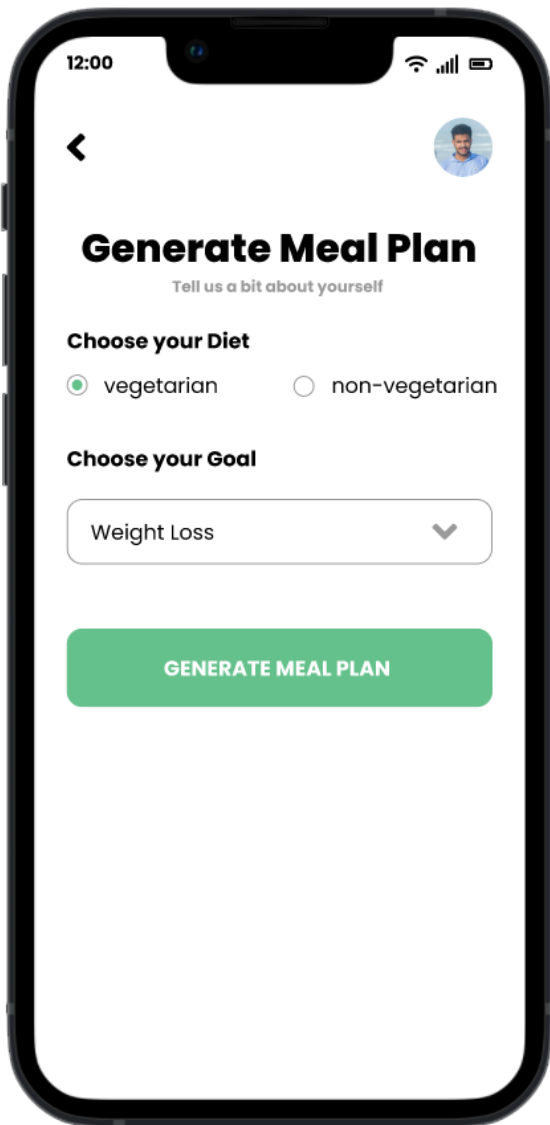 12:00
Generate Meal Plan
Tell us a bit about yourself
Choose your Diet
vegetarian non-vegetarian
Choose your Goal
Weight Loss
GENERATE MEAL PLAN